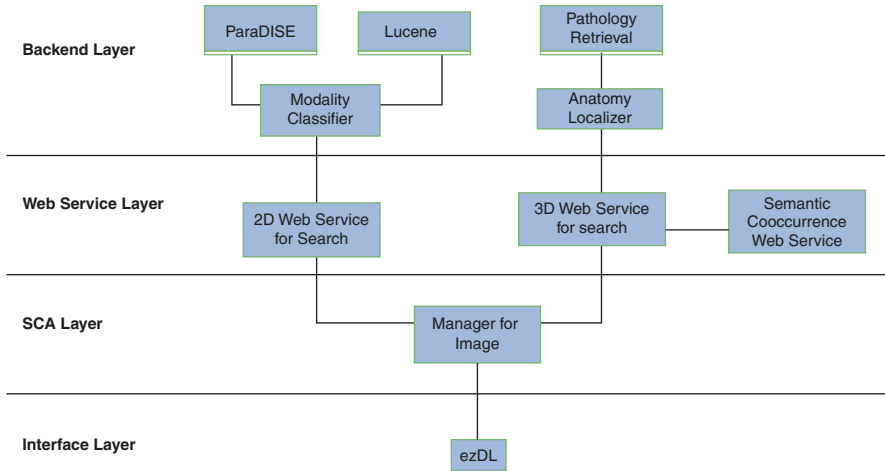 ParaDISE
Lucene
Pathology
Retrieval
Backend Layer
Modality
Classifier
Anatomy
Localizer
Web Service Layer
2D Web Service
for Search
3D Web Service
for search
Semantic
Cooccurrence
Web Service
SCA Layer
Manager for
Image
Interface Layer
ezDL